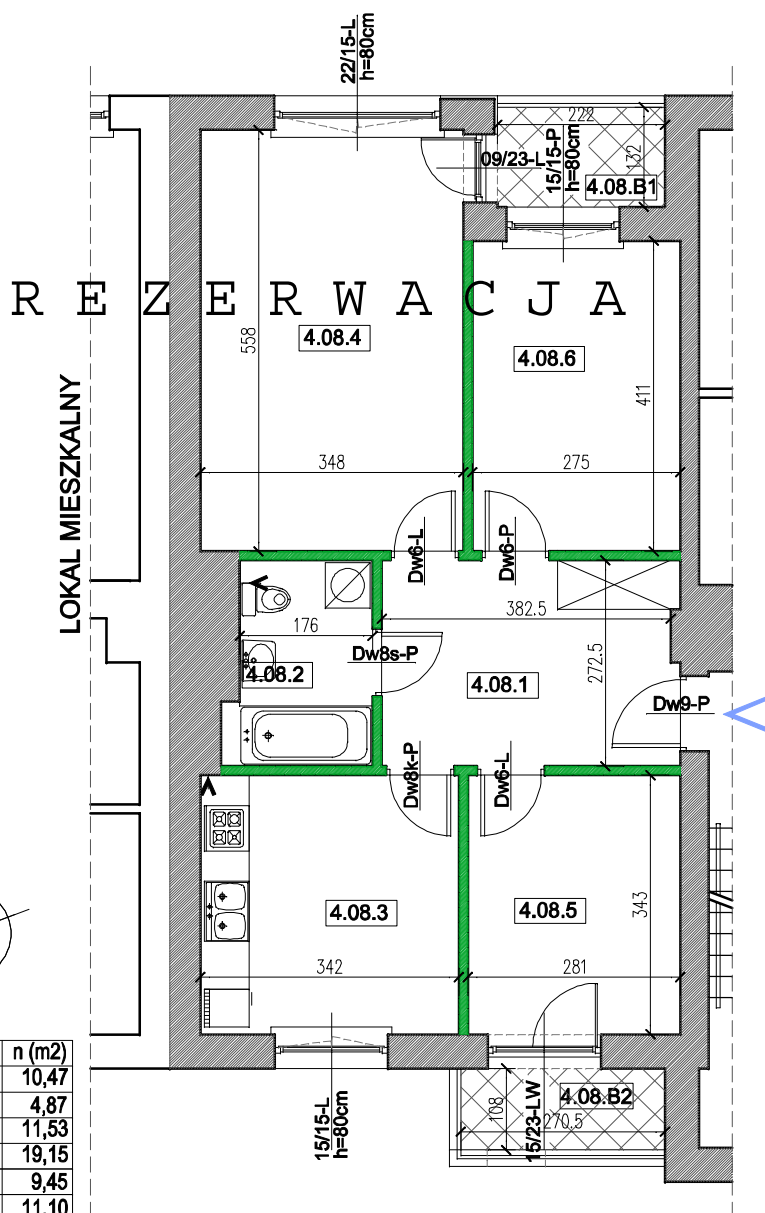 22/15-L
h=80cm
222
09/23-L
15/15-P
h=80cm
132
4.08.B1
R E Z E R W A C J A
558
4.08.4
4.08.6
411
LOKAL MIESZKALNY
348
275
Dw6-L
Dw6-P
382.5
176
Dw8s-P
272.5
4.08.2
4.08.1
Dw9-P
Dw8k-P
Dw6-L
4.08.3
4.08.5
343
342
281
n (m2)
10,47
4,87
11,53
19,15
9,45
11,10
15/15-L
h=80cm
108
15/23-LW
4.08.B2
270.5